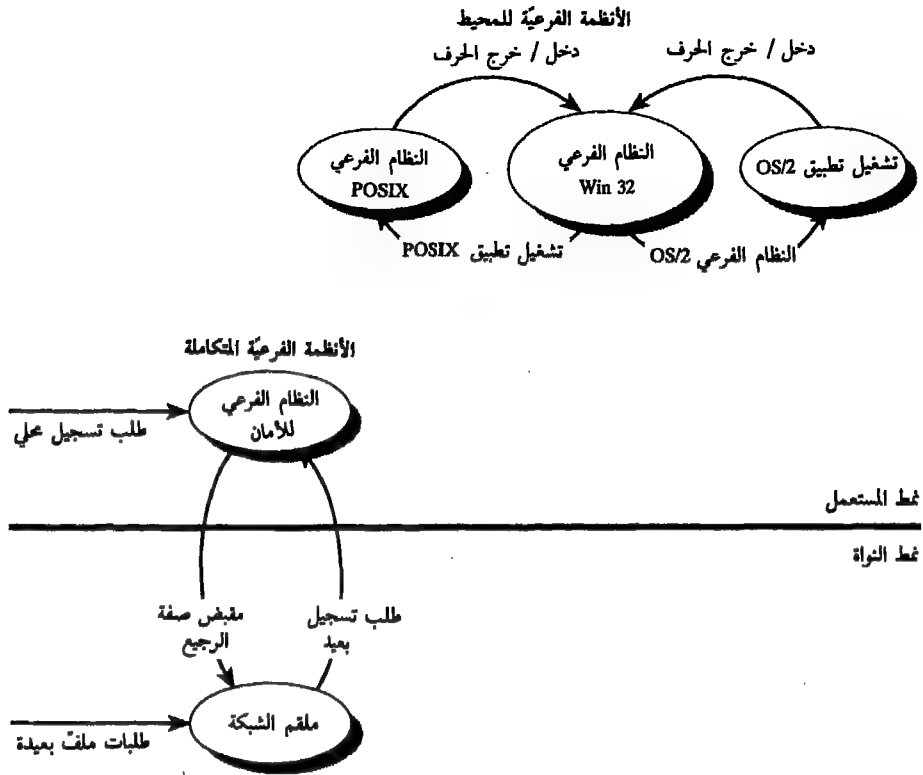 الأنظمة الفرعيّة للمحيط
دخل / خرج الحرف
دخل / خرج الحرف
النظام الفرعي
POSIX
النظام الفرعي
Win 32
تشغيل تطبيق OS/2
تشغيل تطبيق POSIX
النظام الفرعي OS/2
الأنظمة الفرعيّة المتكاملة
النظام الفرعي
للأمان
طلب تسجيل محلي
نمط المستعمل
نمط النواة
مقبض صفة
الرجيع
طلب تسجيل
بعيد
ملقم الشبكة
طلبات ملفّ بعيدة